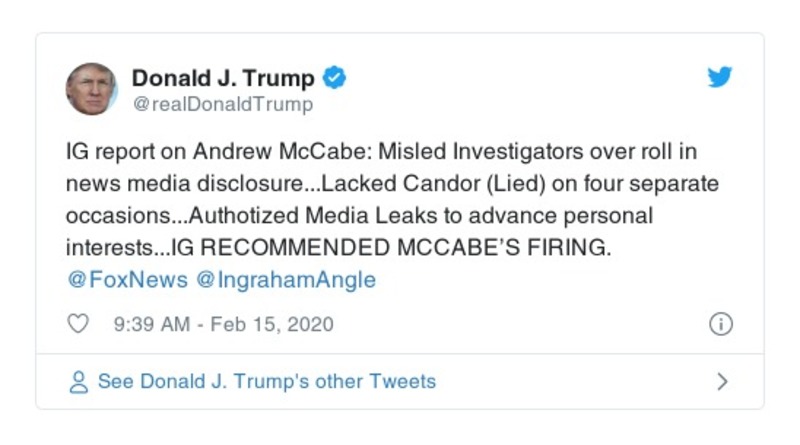 Donald J. Trump
@realDonaldTrump
IG report on Andrew McCabe: Misled Investigators over roll in
news media disclosure...Lacked Candor (Lied) on four separate
occasions...Authotized Media Leaks to advance personal
interests...IG RECOMMENDED MCCABE’S FIRING.
@FoxNews @IngrahamAngle
9:39 AM - Feb 15, 2020
See Donald J. Trump's other Tweets